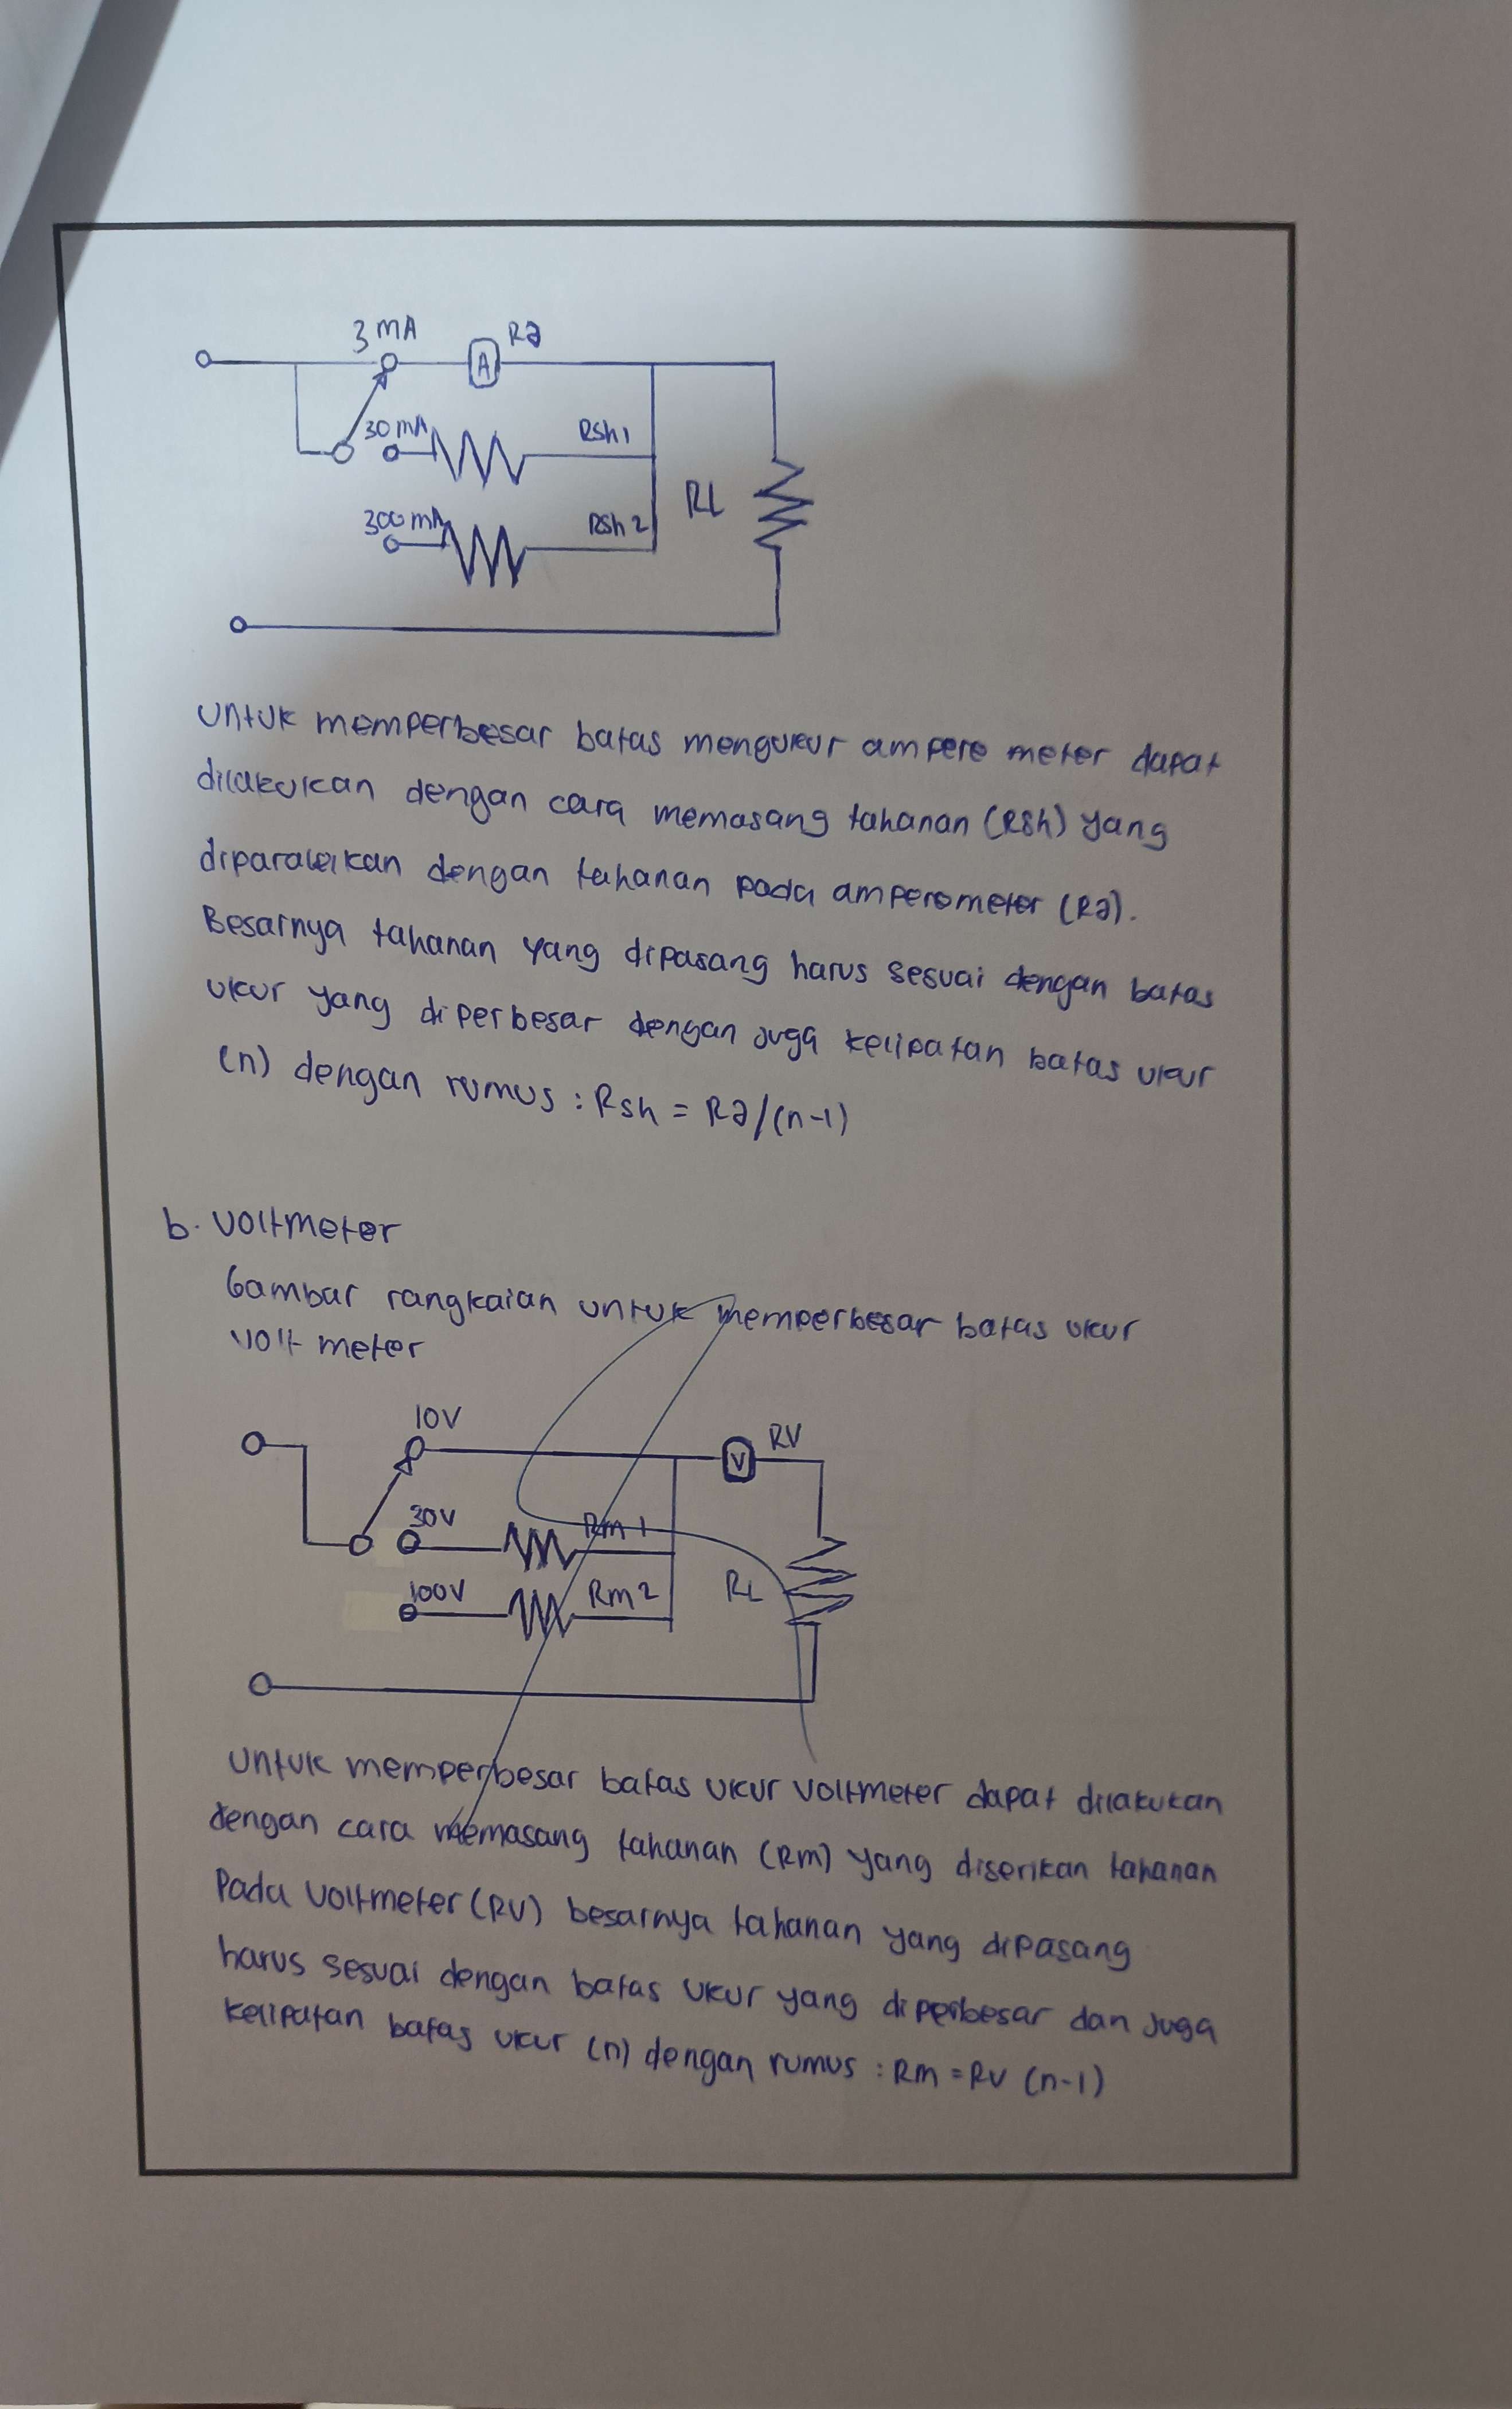 3 mA
Ra
A
30 mA
Rsh1
300 mA
Rsh2
RL
untuk memperbesar batas mengukur ampere meter dapat
dilakukan dengan cara memasang tahanan (Rsh) yang
diparalelkan dengan tahanan pada amperemeter (Ra).
Besarnya tahanan yang dipasang harus sesuai dengan batas
ukur yang diperbesar dengan juga kelipatan batas ukur
(n) dengan rumus : Rsh = Ra/(n-1)
b. voltmeter
Gambar rangkaian untuk memperbesar batas ukur
volt meter
10V
V
RV
30V
Rm 1
100V
Rm 2
RL
untuk memperbesar batas ukur voltmeter dapat dilakukan
dengan cara memasang tahanan (Rm) yang diserikan tahanan
Pada voltmeter (RV) besarnya tahanan yang dipasang
harus sesuai dengan batas ukur yang diperbesar dan juga
kelipatan batas ukur (n) dengan rumus : Rm = RV (n-1)